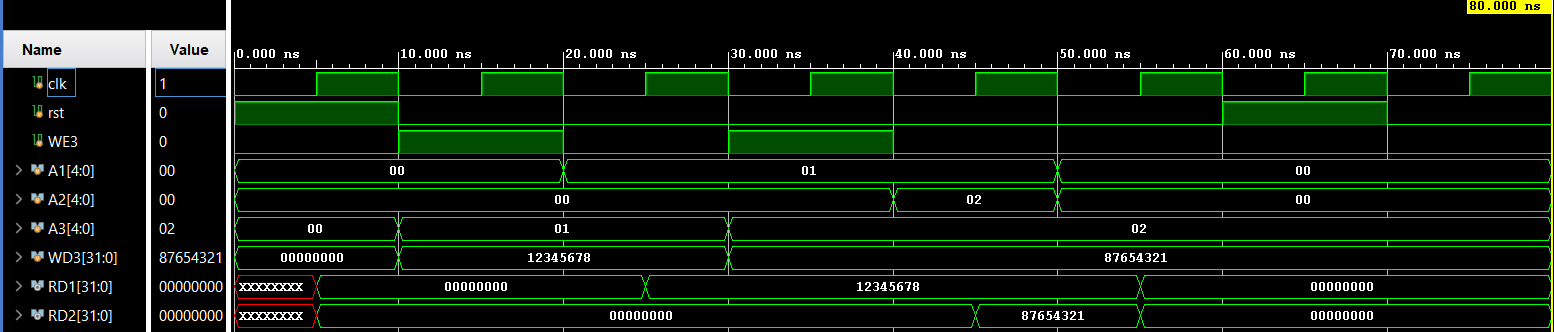 80.000 ns
Name Value 0.000 ns 10.000 ns 20.000 ns 30.000 ns 40.000 ns 50.000 ns 60.000 ns 70.000 ns
clk 1
rst 0
WE3 0
A1[4:0] 00 00 01 00
A2[4:0] 00 00 02 00
A3[4:0] 02 00 01 02
WD3[31:0] 87654321 00000000 12345678 87654321
RD1[31:0] 00000000 XXXXXXXX 00000000 12345678 00000000
RD2[31:0] 00000000 XXXXXXXX 00000000 87654321 00000000